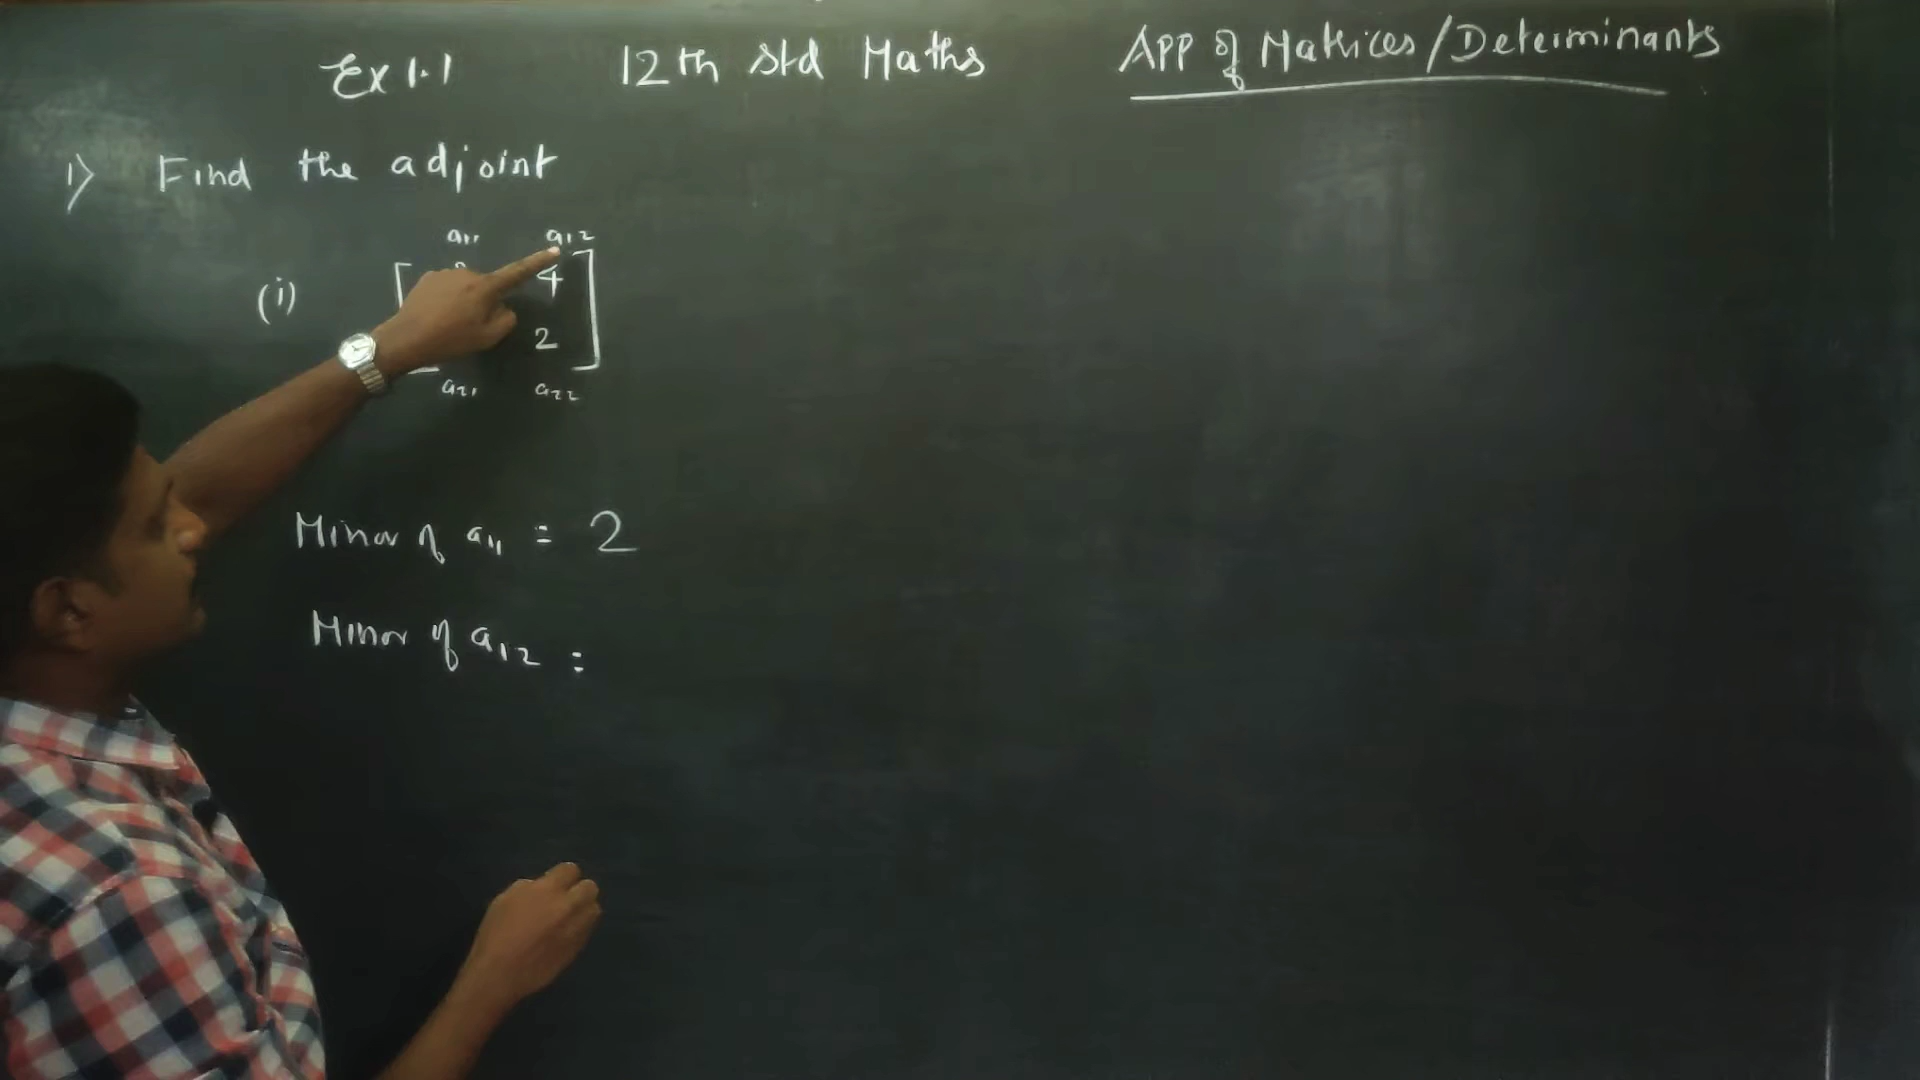 Ex 1.1 12th Std Maths App of Matrices/Determinants
1) Find the adjoint
a11 a12
(i) [ 4 ]
2
a21 a22
Minor of a11 = 2
Minor of a12 =